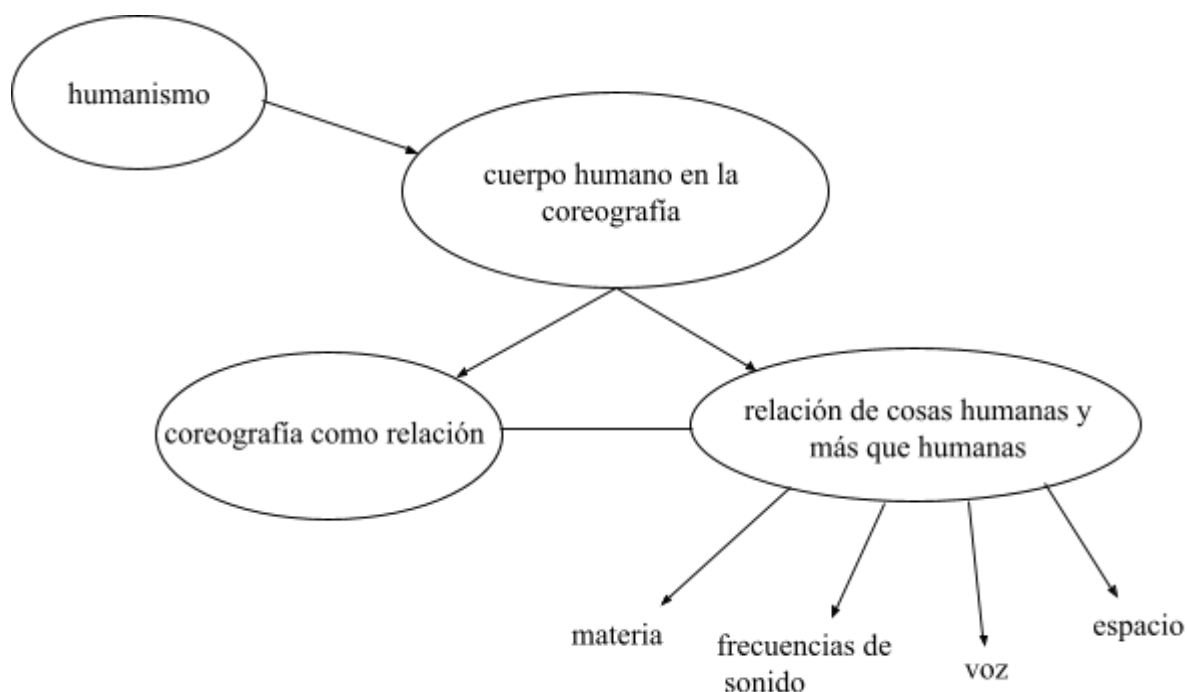 humanismo
cuerpo humano en la
coreografía
coreografía como relación
relación de cosas humanas y
más que humanas
materia
frecuencias de
sonido
voz
espacio